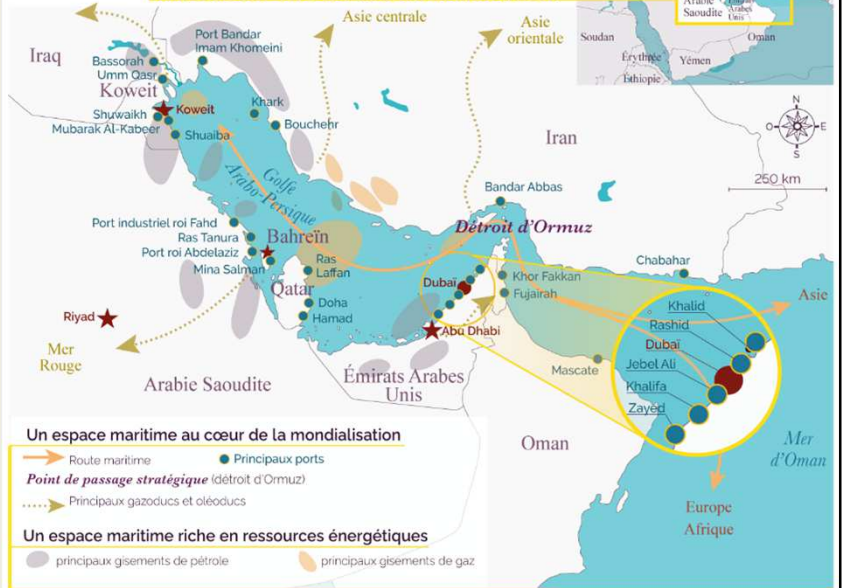 Arabie
Saoudite
Arabes
Unis
Oman
Soudan
Érythrée
Yémen
Éthiopie
Asie centrale
Asie
orientale
Iraq
Port Bandar
Imam Khomeini
Bassorah
Umm Qasr
Koweit
Koweit
Shuwaikh
Mubarak Al-Kabeer
Shuaiba
Khark
Bouchehr
Iran
N
O
E
S
250 km
Golfe
Arabo-Persique
Bandar Abbas
Détroit d'Ormuz
Port industriel roi Fahd
Ras Tanura
Port roi Abdelaziz
Mina Salman
Bahreïn
Ras
Laffan
Qatar
Doha
Hamad
Dubaï
Khor Fakkan
Fujairah
Chabahar
Abu Dhabi
Riyad
Mer
Rouge
Arabie Saoudite
Émirats Arabes
Unis
Mascate
Oman
Khalid
Rashid
Dubaï
Jebel Ali
Khalifa
Zayed
Asie
Mer
d'Oman
Europe
Afrique
Un espace maritime au cœur de la mondialisation
Route maritime
Principaux ports
Point de passage stratégique (détroit d'Ormuz)
Principaux gazoducs et oléoducs
Un espace maritime riche en ressources énergétiques
principaux gisements de pétrole
principaux gisements de gaz